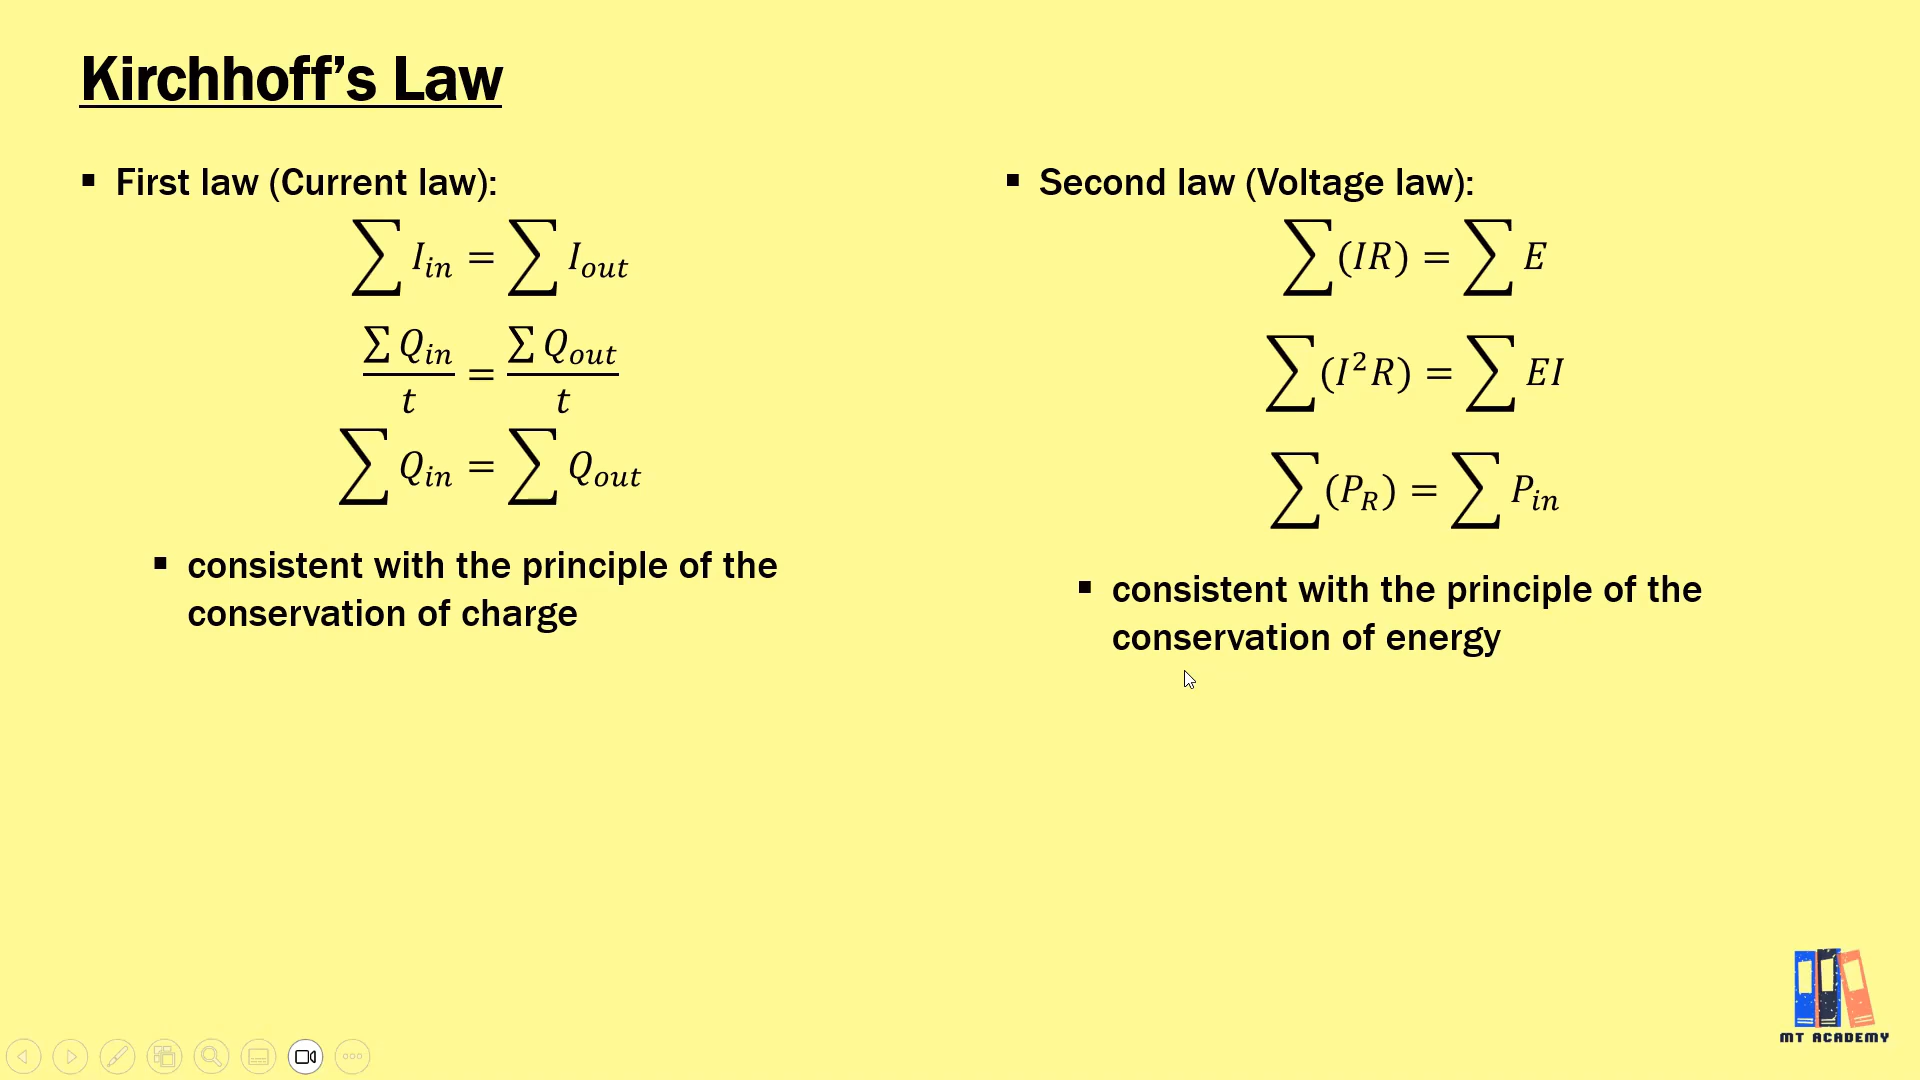 Kirchhoff's Law
▪ First law (Current law):
∑ I_in = ∑ I_out
∑ Q_in / t = ∑ Q_out / t
∑ Q_in = ∑ Q_out
▪ consistent with the principle of the
conservation of charge
▪ Second law (Voltage law):
∑ (IR) = ∑ E
∑ (I²R) = ∑ EI
∑ (P_R) = ∑ P_in
▪ consistent with the principle of the
conservation of energy
MT ACADEMY